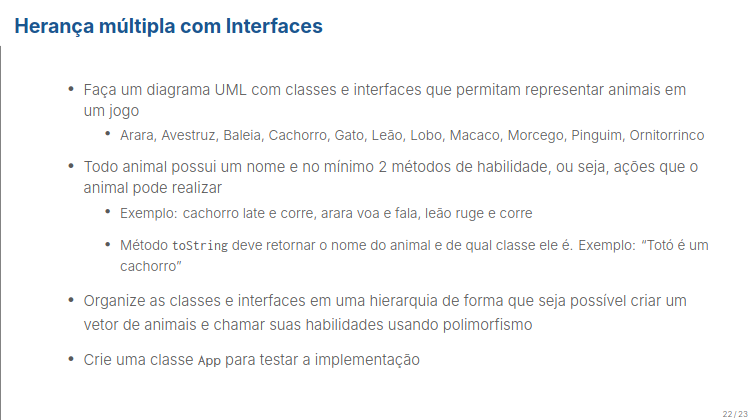 Herança múltipla com Interfaces
• Faça um diagrama UML com classes e interfaces que permitam representar animais em
um jogo
• Arara, Avestruz, Baleia, Cachorro, Gato, Leão, Lobo, Macaco, Morcego, Pinguim, Ornitorrinco
• Todo animal possui um nome e no mínimo 2 métodos de habilidade, ou seja, ações que o
animal pode realizar
• Exemplo: cachorro late e corre, arara voa e fala, leão ruge e corre
• Método toString deve retornar o nome do animal e de qual classe ele é. Exemplo: “Totó é um
cachorro”
• Organize as classes e interfaces em uma hierarquia de forma que seja possível criar um
vetor de animais e chamar suas habilidades usando polimorfismo
• Crie uma classe App para testar a implementação
22/23